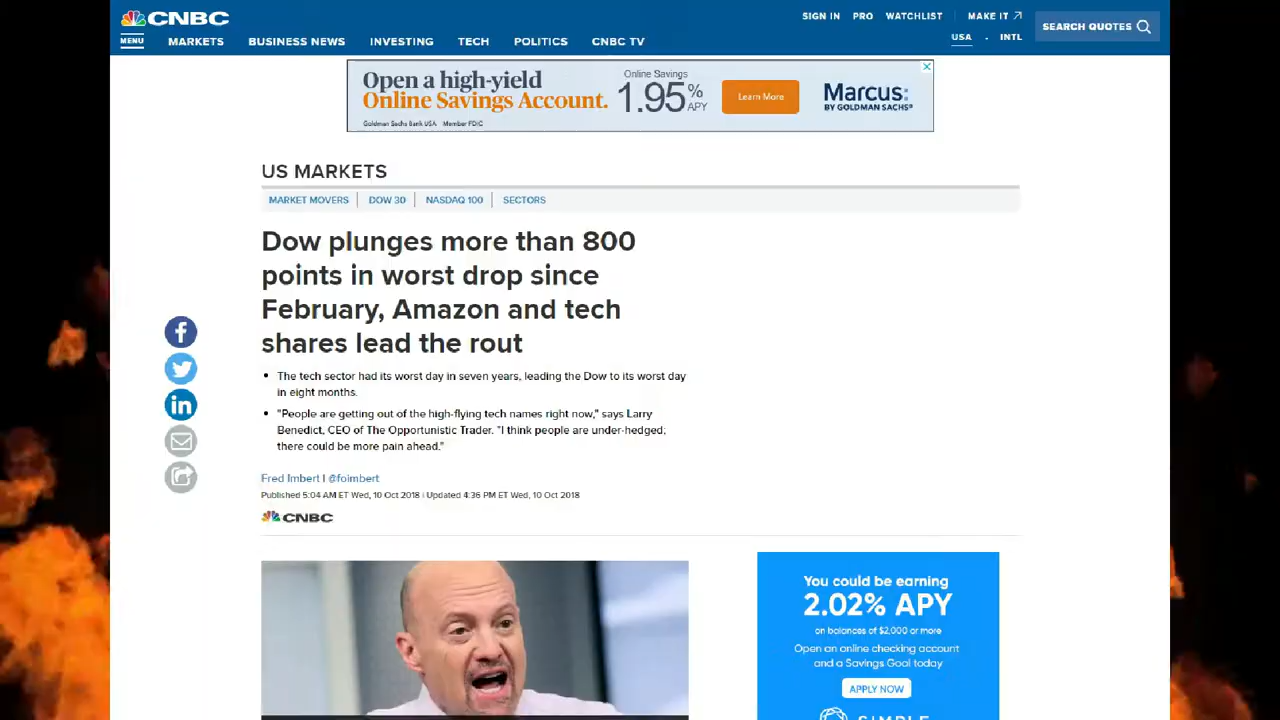 CNBC
SIGN IN PRO WATCHLIST MAKE IT
SEARCH QUOTES
USA INTL
MENU
MARKETS BUSINESS NEWS INVESTING TECH POLITICS CNBC TV
Open a high-yield
Online Savings Account.
Goldman Sachs Bank USA Member FDIC
Online Savings
1.95% APY
Learn More
Marcus:
BY GOLDMAN SACHS®
US MARKETS
MARKET MOVERS DOW 30 NASDAQ 100 SECTORS
Dow plunges more than 800
points in worst drop since
February, Amazon and tech
shares lead the rout
• The tech sector had its worst day in seven years, leading the Dow to its worst day
in eight months.
• "People are getting out of the high-flying tech names right now," says Larry
Benedict, CEO of The Opportunistic Trader. "I think people are under-hedged;
there could be more pain ahead."
Fred Imbert | @foimbert
Published 5:04 AM ET Wed, 10 Oct 2018 | Updated 4:36 PM ET Wed, 10 Oct 2018
CNBC
You could be earning
2.02% APY
on balances of $2,000 or more
Open an online checking account
and a Savings Goal today
APPLY NOW
SIMPLE